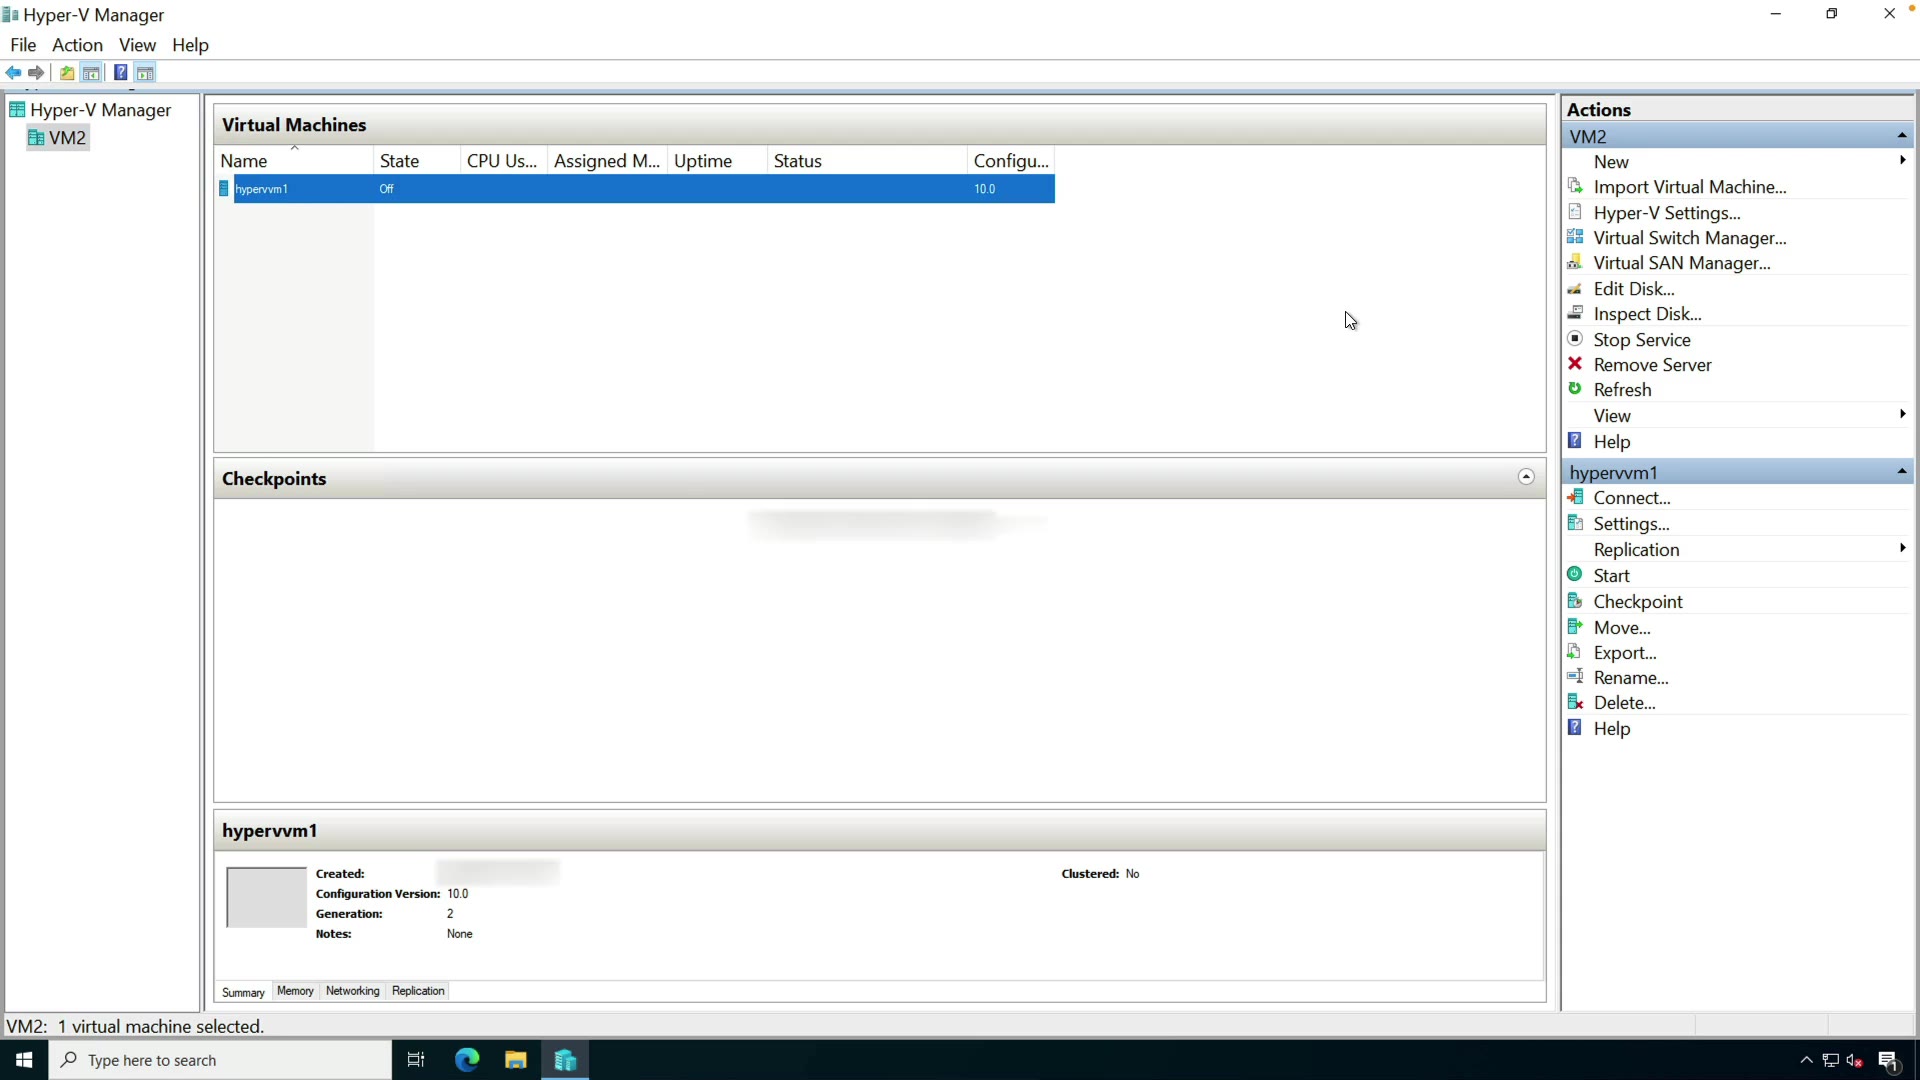 Hyper-V Manager
File Action View Help
Hyper-V Manager
VM2
Virtual Machines
Name State CPU Us... Assigned M... Uptime Status Configu...
hypervvm1 Off 10.0
Checkpoints
hypervvm1
Created:
Configuration Version: 10.0
Generation: 2
Notes: None
Clustered: No
Summary Memory Networking Replication
Actions
VM2
New
Import Virtual Machine...
Hyper-V Settings...
Virtual Switch Manager...
Virtual SAN Manager...
Edit Disk...
Inspect Disk...
Stop Service
Remove Server
Refresh
View
Help
hypervvm1
Connect...
Settings...
Replication
Start
Checkpoint
Move...
Export...
Rename...
Delete...
Help
VM2: 1 virtual machine selected.
Type here to search
1